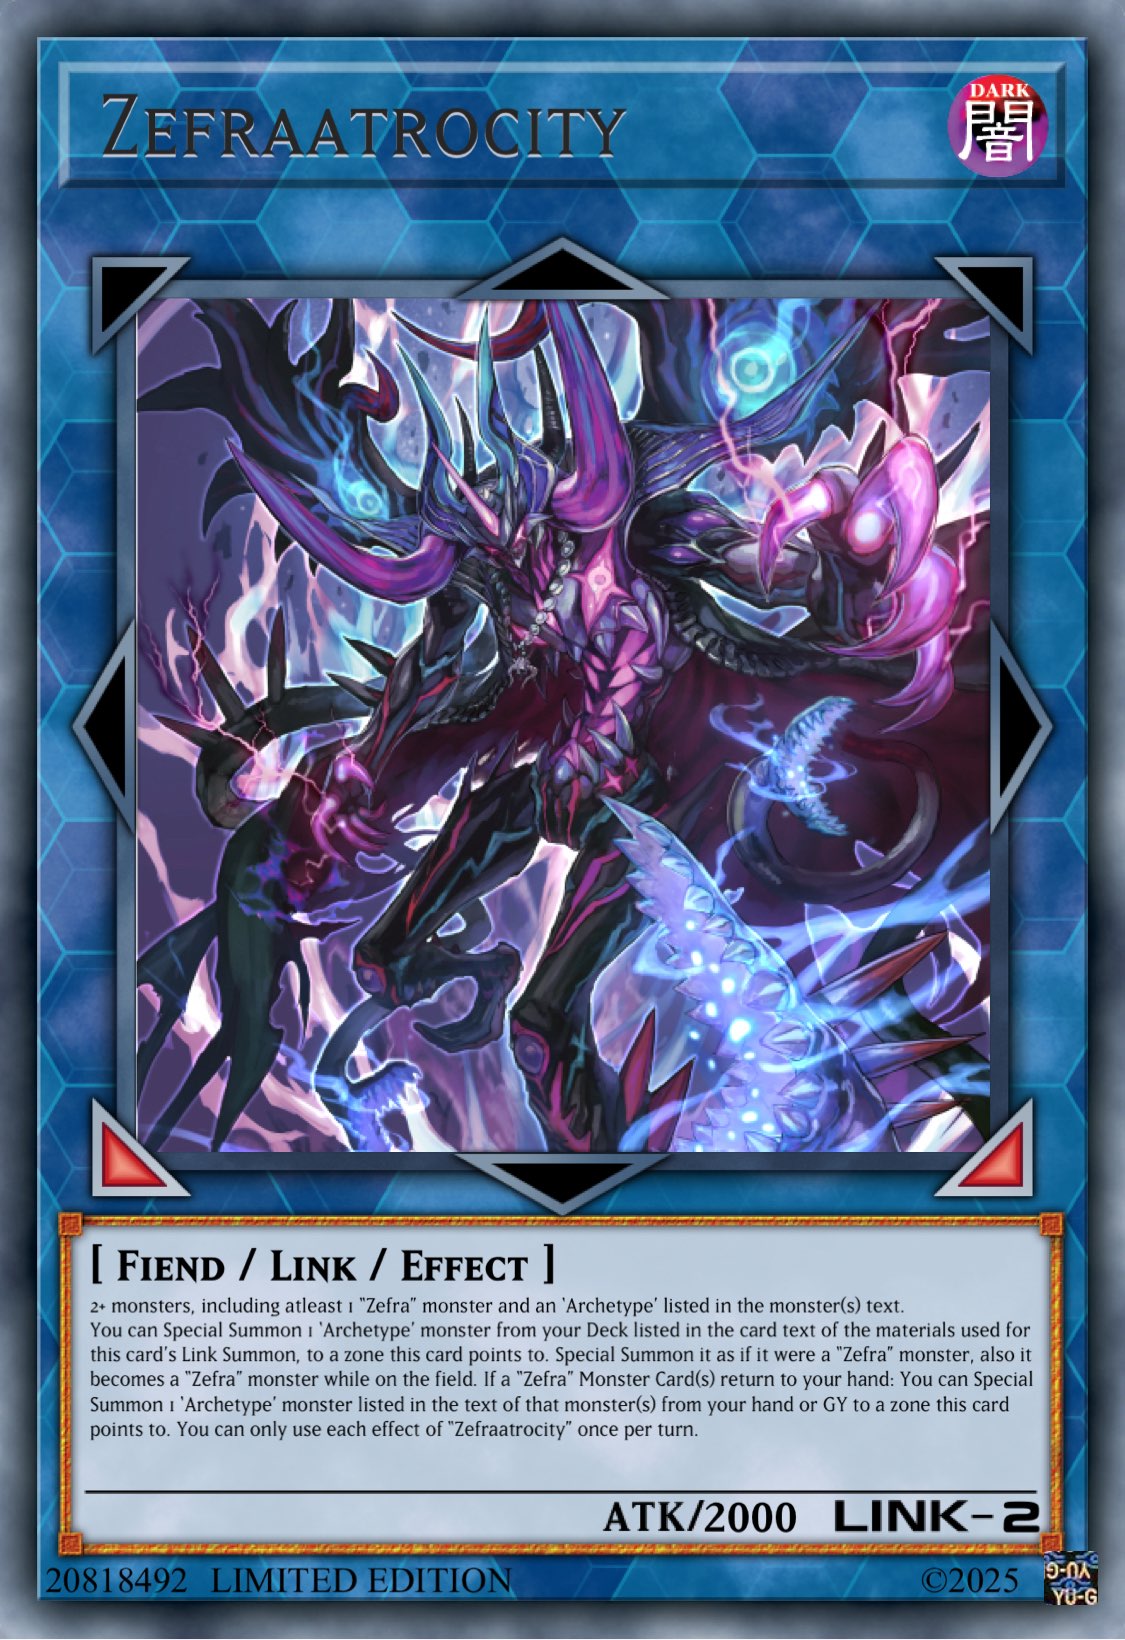 ZEFRAATROCITY
DARK
闇
[ FIEND / LINK / EFFECT ]
2+ monsters, including atleast 1 "Zefra" monster and an 'Archetype' listed in the monster(s) text.
You can Special Summon 1 'Archetype' monster from your Deck listed in the card text of the materials used for
this card's Link Summon, to a zone this card points to. Special Summon it as if it were a "Zefra" monster, also it
becomes a "Zefra" monster while on the field. If a "Zefra" Monster Card(s) return to your hand: You can Special
Summon 1 'Archetype' monster listed in the text of that monster(s) from your hand or GY to a zone this card
points to. You can only use each effect of "Zefraatrocity" once per turn.
ATK/2000 LINK-2
20818492 LIMITED EDITION ©2025
YU-G
YU-G